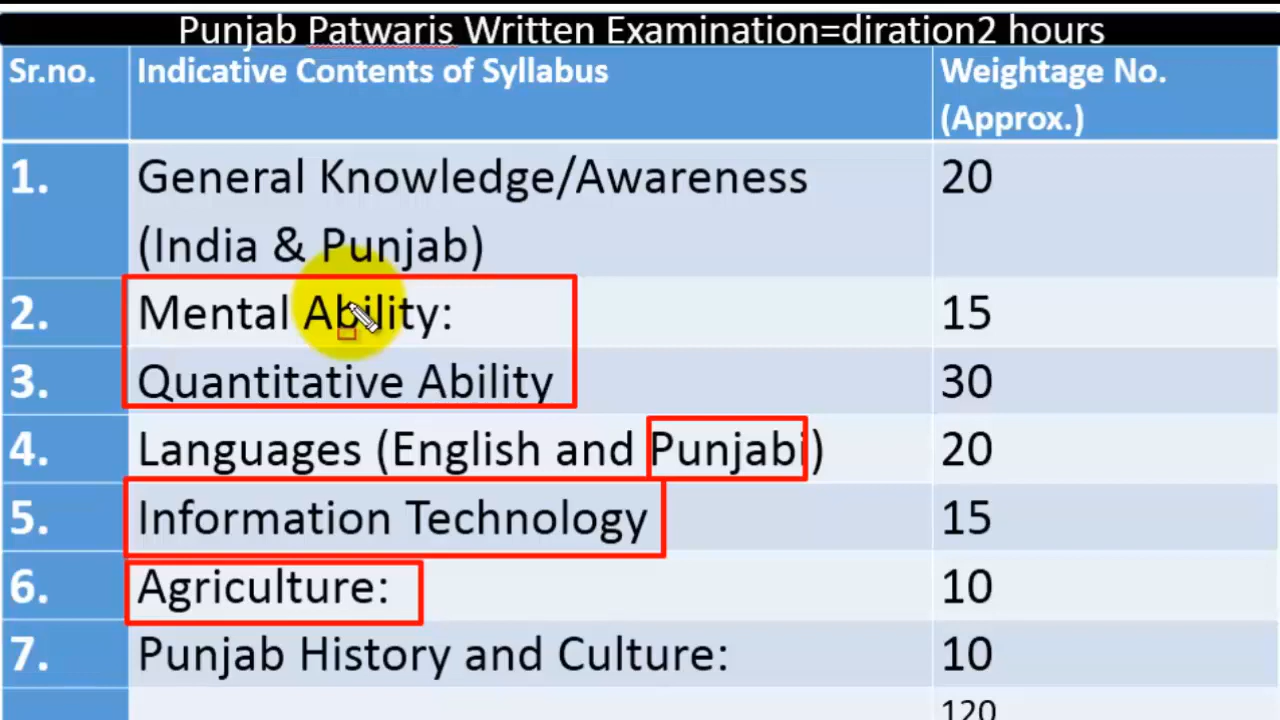 Punjab Patwaris Written Examination=diration2 hours
Sr.no. Indicative Contents of Syllabus Weightage No.
(Approx.)
1. General Knowledge/Awareness 20
(India & Punjab)
2. Mental Ability: 15
3. Quantitative Ability 30
4. Languages (English and Punjabi) 20
5. Information Technology 15
6. Agriculture: 10
7. Punjab History and Culture: 10
120